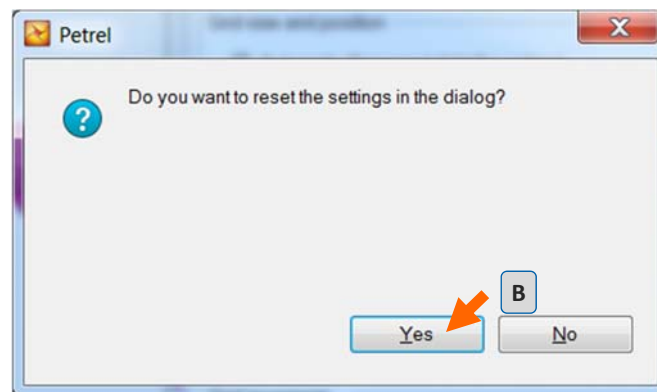 Petrel
Do you want to reset the settings in the dialog?
B
Yes
No